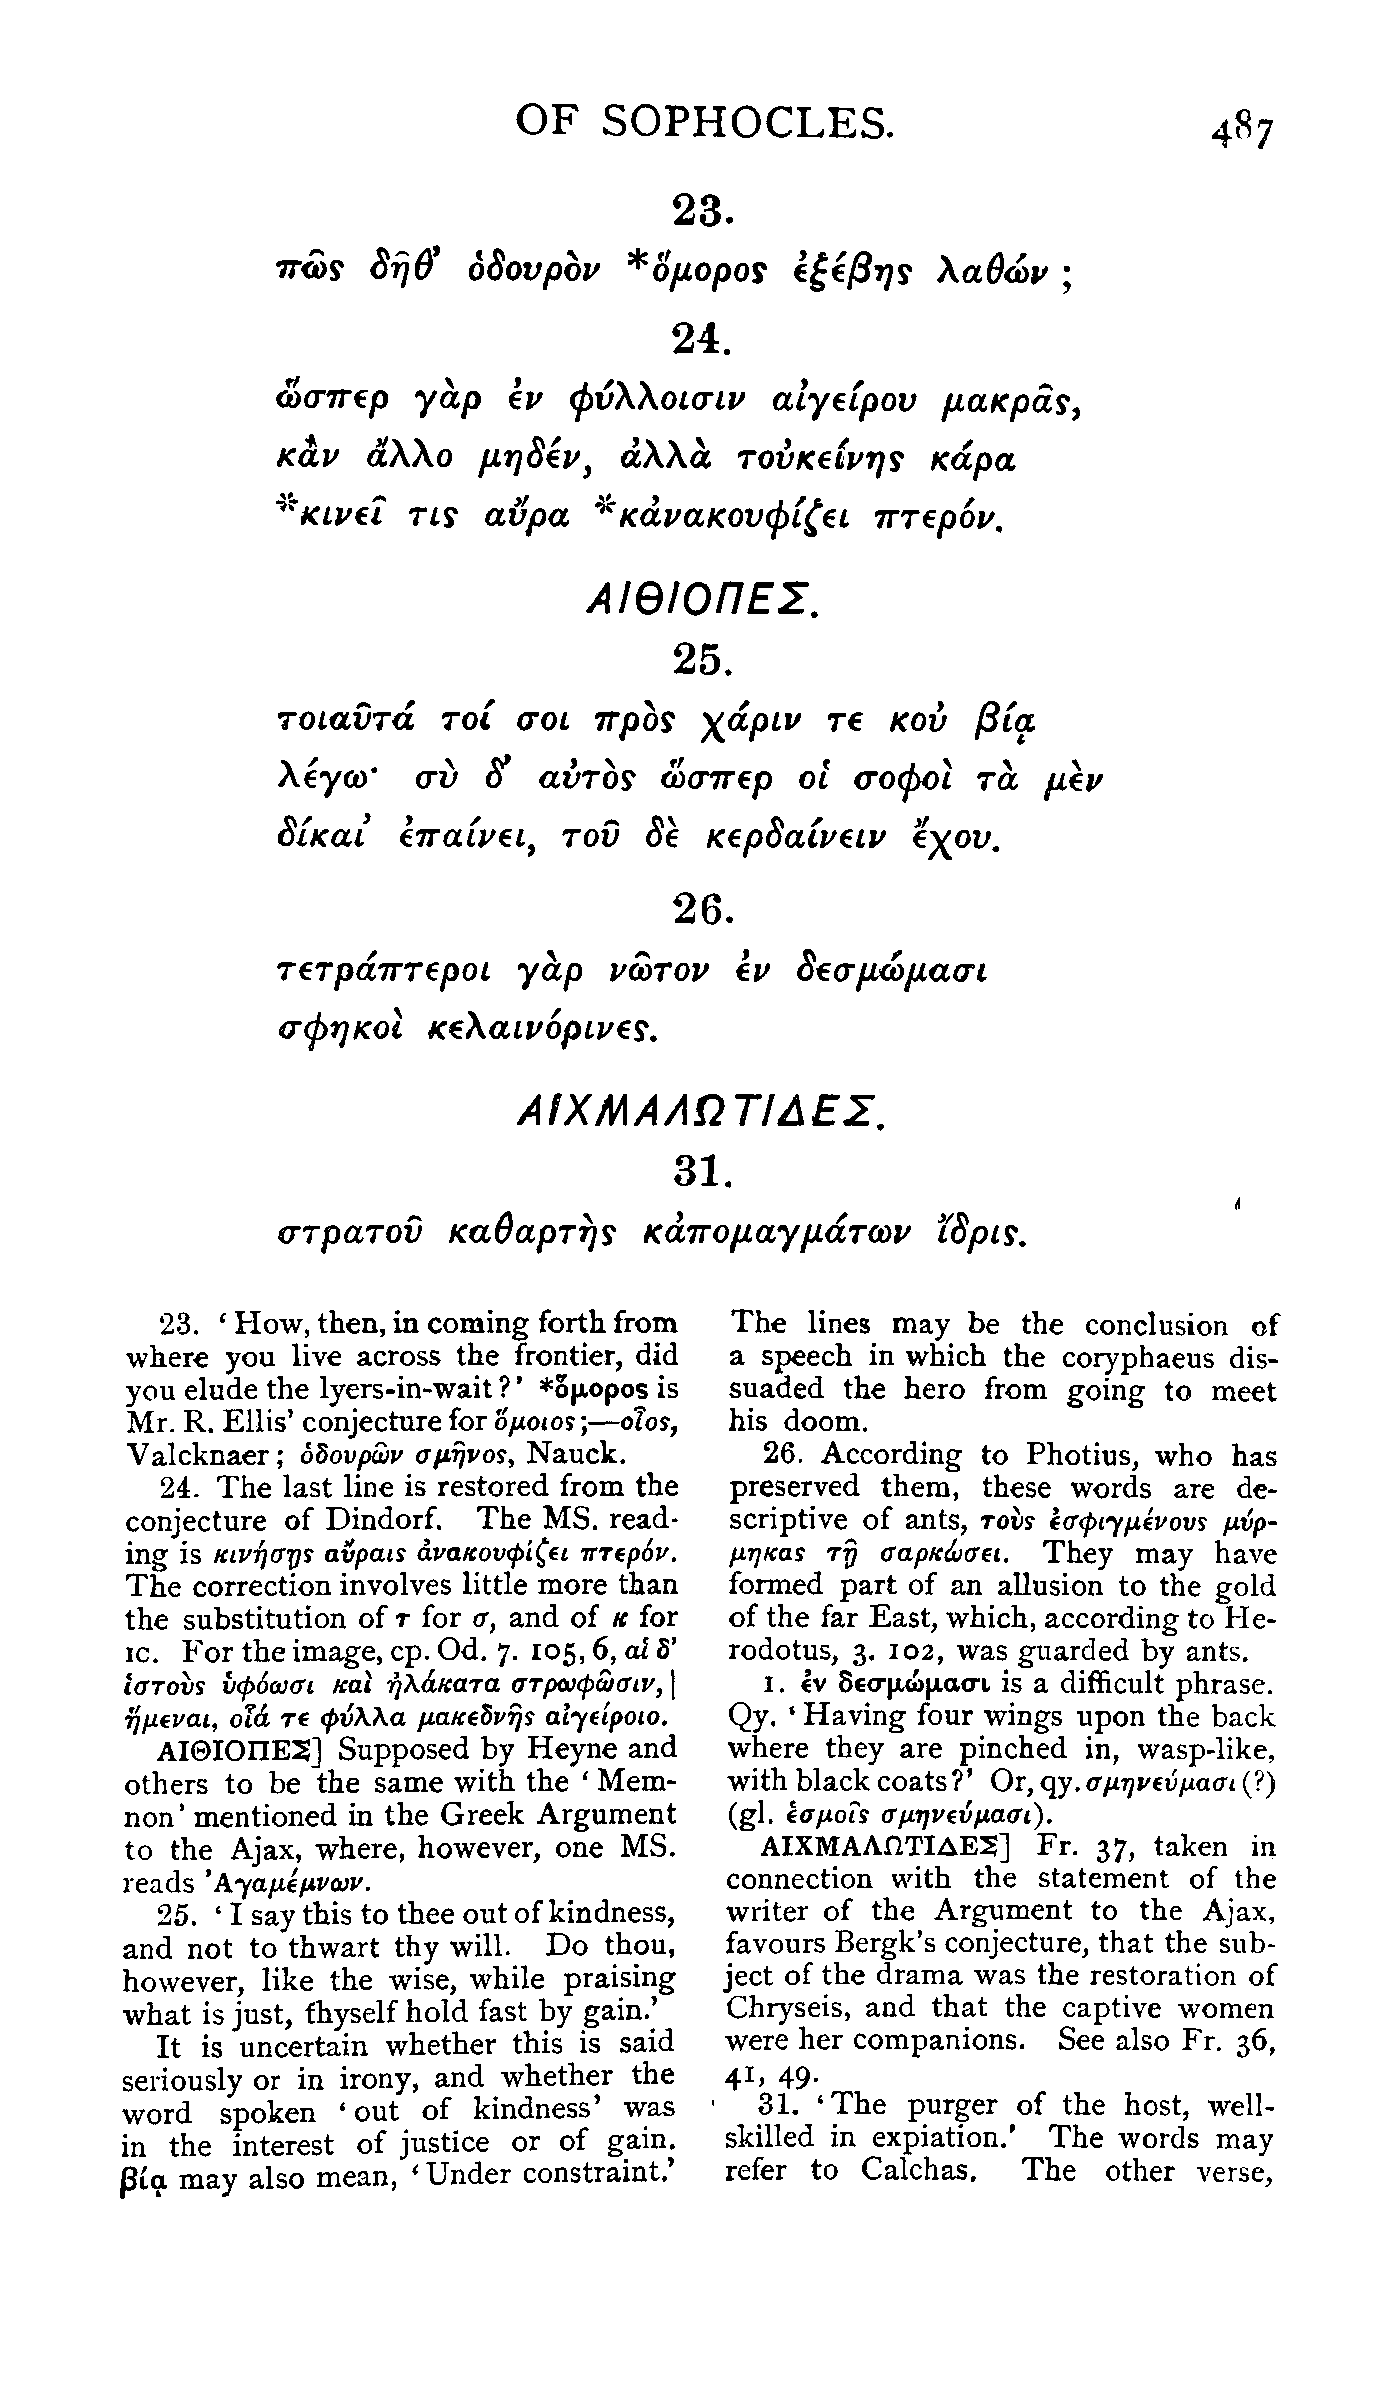 OF SOPHOCLES. 487
23.
πῶς δῆθ’ ὁδουρὸν *ὅμορος ἐξέβης λαθών ;
24.
ὥσπερ γὰρ ἐν φύλλοισιν αἰγείρου μακρᾶς,
κἂν ἄλλο μηδέν, ἀλλὰ τοὐκείνης κάρα
*κινεῖ τις αὔρα *κἀνακουφίζει πτερόν.
ΑΙΘΙΟΠΕΣ.
25.
τοιαῦτά τοί σοι πρὸς χάριν τε κοὐ βίᾳ
λέγω· σὺ δ’ αὐτὸς ὥσπερ οἱ σοφοὶ τὰ μὲν
δίκαι’ ἐπαίνει, τοῦ δὲ κερδαίνειν ἔχου.
26.
τετράπτεροι γὰρ νῶτον ἐν δεσμώμασι
σφηκοὶ κελαινόρινες.
ΑΙΧΜΑΛΩΤΙΔΕΣ.
31.
στρατοῦ καθαρτὴς κἀπομαγμάτων ἴδρις.
23. ‘ How, then, in coming forth from
where you live across the frontier, did
you elude the lyers-in-wait ?’ *ὅμορος is
Mr. R. Ellis’ conjecture for ὅμοιος ;—οἶος,
Valcknaer ; ὁδουρῶν σμῆνος, Nauck.
24. The last line is restored from the
conjecture of Dindorf. The MS. read-
ing is κινήσῃς αὔραις ἀνακουφίζει πτερόν.
The correction involves little more than
the substitution of τ for σ, and of κ for
ιc. For the image, cp. Od. 7. 105, 6, αἱ δ’
ἱστοὺς ὑφόωσι καὶ ἠλάκατα στρωφῶσιν, |
ἥμεναι, οἷά τε φύλλα μακεδνῆς αἰγείροιο.
ΑΙΘΙΟΠΕΣ] Supposed by Heyne and
others to be the same with the ‘ Mem-
non’ mentioned in the Greek Argument
to the Ajax, where, however, one MS.
reads ’Αγαμέμνων.
25. ‘ I say this to thee out of kindness,
and not to thwart thy will. Do thou,
however, like the wise, while praising
what is just, thyself hold fast by gain.’
It is uncertain whether this is said
seriously or in irony, and whether the
word spoken ‘ out of kindness’ was
in the interest of justice or of gain.
βίᾳ may also mean, ‘ Under constraint.’
The lines may be the conclusion of
a speech in which the coryphaeus dis-
suaded the hero from going to meet
his doom.
26. According to Photius, who has
preserved them, these words are de-
scriptive of ants, τοὺς ἐσφιγμένους μύρ-
μηκας τῇ σαρκώσει. They may have
formed part of an allusion to the gold
of the far East, which, according to He-
rodotus, 3. 102, was guarded by ants.
1. ἐν δεσμώμασι is a difficult phrase.
Qy. ‘ Having four wings upon the back
where they are pinched in, wasp-like,
with black coats ?’ Or, qy. σμηνεύμασι (?)
(gl. ἑσμοῖς σμηνεύμασι).
ΑΙΧΜΑΛΩΤΙΔΕΣ] Fr. 37, taken in
connection with the statement of the
writer of the Argument to the Ajax,
favours Bergk’s conjecture, that the sub-
ject of the drama was the restoration of
Chryseis, and that the captive women
were her companions. See also Fr. 36,
41, 49.
31. ‘ The purger of the host, well-
skilled in expiation.’ The words may
refer to Calchas. The other verse,